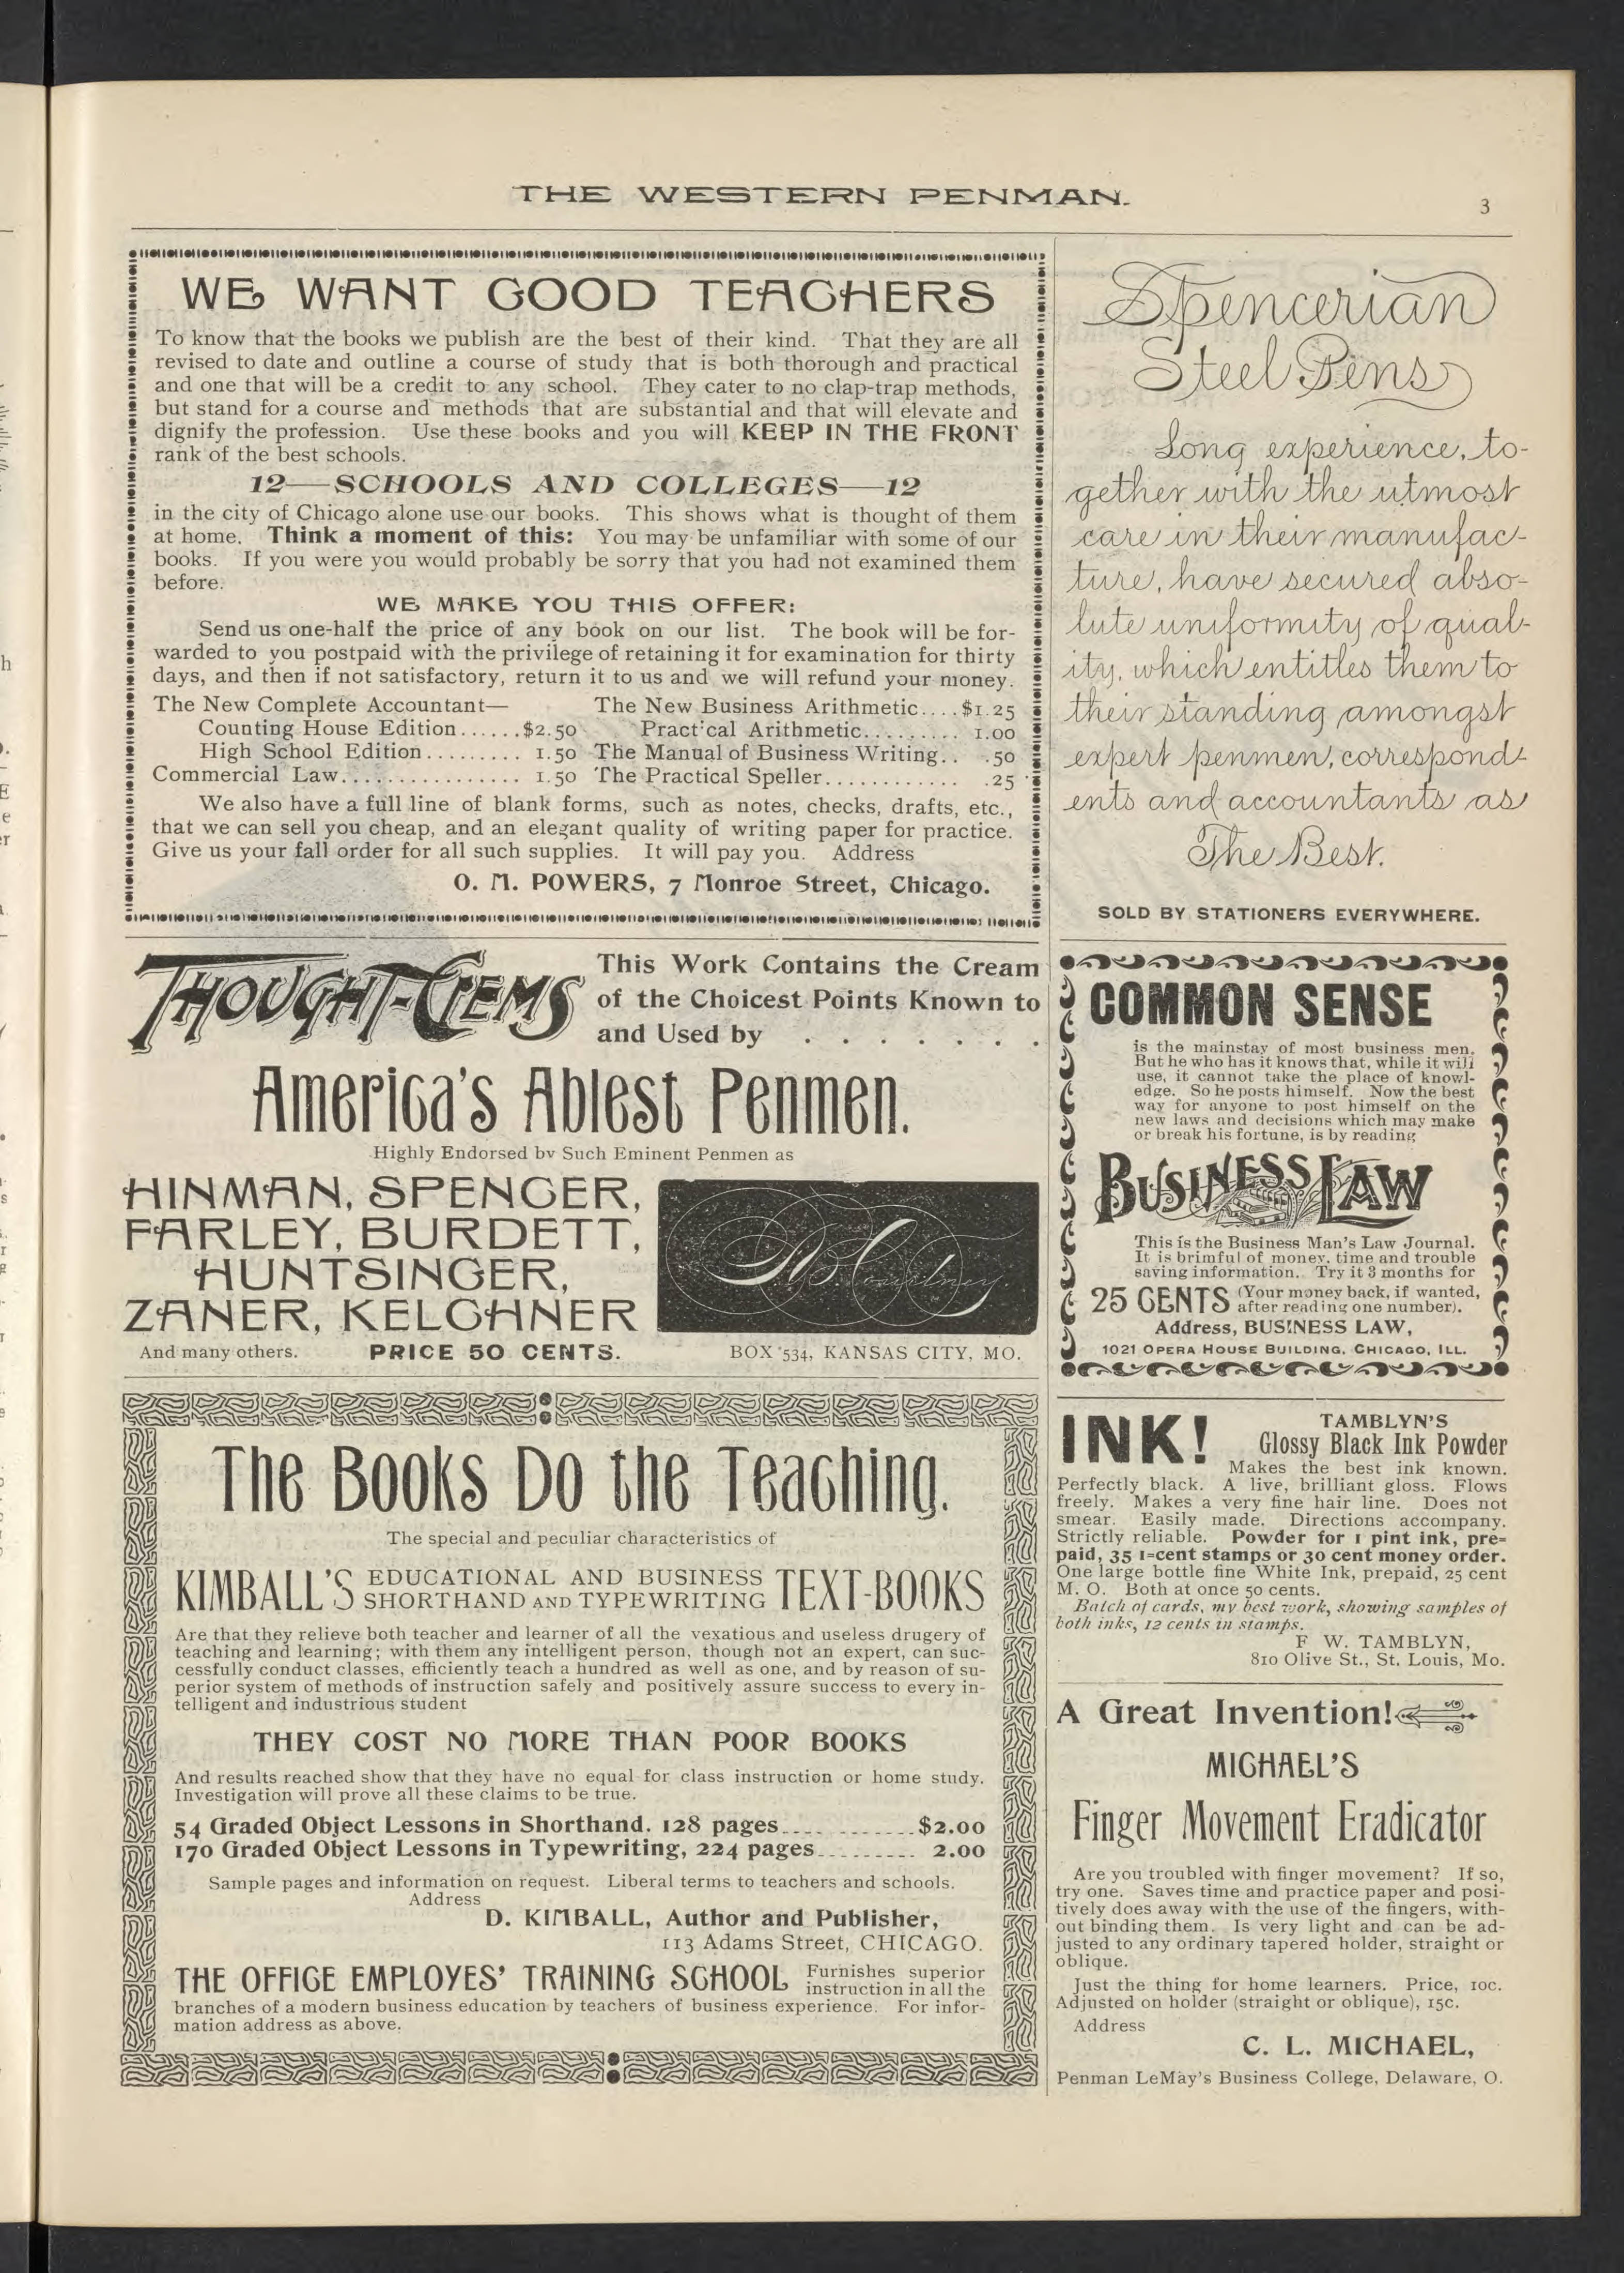 THE WESTERN PENMAN.
3
WE WANT GOOD TEACHERS
To know that the books we publish are the best of their kind. That they are all
revised to date and outline a course of study that is both thorough and practical
and one that will be a credit to any school. They cater to no clap-trap methods,
but stand for a course and methods that are substantial and that will elevate and
dignify the profession. Use these books and you will KEEP IN THE FRONT
rank of the best schools.
12—SCHOOLS AND COLLEGES—12
in the city of Chicago alone use our books. This shows what is thought of them
at home. Think a moment of this: You may be unfamiliar with some of our
books. If you were you would probably be sorry that you had not examined them
before.
WE MAKE YOU THIS OFFER:
Send us one-half the price of any book on our list. The book will be for-
warded to you postpaid with the privilege of retaining it for examination for thirty
days, and then if not satisfactory, return it to us and we will refund your money.
The New Complete Accountant—
Counting House Edition......$2.50
High School Edition......... 1.50
Commercial Law................ 1.50
The New Business Arithmetic....$1.25
Practical Arithmetic......... 1.00
The Manual of Business Writing.. .50
The Practical Speller............ .25
We also have a full line of blank forms, such as notes, checks, drafts, etc.,
that we can sell you cheap, and an elegant quality of writing paper for practice.
Give us your fall order for all such supplies. It will pay you. Address
O. M. POWERS, 7 Monroe Street, Chicago.
Spencerian
Steel Pens
Long experience, to-
gether with the utmost
care in their manufac-
ture, have secured abso-
lute uniformity of qual-
ity, which entitles them to
their standing amongst
expert penmen, correspond-
ents and accountants as
The Best.
SOLD BY STATIONERS EVERYWHERE.
THOUGHT-GEMS
This Work Contains the Cream
of the Choicest Points Known to
and Used by . . . . . . .
America's Ablest Penmen.
Highly Endorsed by Such Eminent Penmen as
HINMAN, SPENCER,
FARLEY, BURDETT,
HUNTSINGER,
ZANER, KELCHNER
And many others. PRICE 50 CENTS.
Courtney.
BOX 534, KANSAS CITY, MO.
COMMON SENSE
is the mainstay of most business men.
But he who has it knows that, while it will
use, it cannot take the place of knowl-
edge. So he posts himself. Now the best
way for anyone to post himself on the
new laws and decisions which may make
or break his fortune, is by reading
BUSINESS LAW
This is the Business Man's Law Journal.
It is brimful of money, time and trouble
saving information. Try it 3 months for
25 CENTS (Your money back, if wanted,
after reading one number).
Address, BUSINESS LAW,
1021 OPERA HOUSE BUILDING, CHICAGO, ILL.
The Books Do the Teaching.
The special and peculiar characteristics of
KIMBALL'S EDUCATIONAL AND BUSINESS
SHORTHAND AND TYPEWRITING TEXT-BOOKS
Are that they relieve both teacher and learner of all the vexatious and useless drugery of
teaching and learning; with them any intelligent person, though not an expert, can suc-
cessfully conduct classes, efficiently teach a hundred as well as one, and by reason of su-
perior system of methods of instruction safely and positively assure success to every in-
telligent and industrious student
THEY COST NO MORE THAN POOR BOOKS
And results reached show that they have no equal for class instruction or home study.
Investigation will prove all these claims to be true.
54 Graded Object Lessons in Shorthand. 128 pages............$2.00
170 Graded Object Lessons in Typewriting, 224 pages......... 2.00
Sample pages and information on request. Liberal terms to teachers and schools.
Address
D. KIMBALL, Author and Publisher,
113 Adams Street, CHICAGO.
THE OFFICE EMPLOYES' TRAINING SCHOOL Furnishes superior
instruction in all the
branches of a modern business education by teachers of business experience. For infor-
mation address as above.
INK!
TAMBLYN'S
Glossy Black Ink Powder
Makes the best ink known.
Perfectly black. A live, brilliant gloss. Flows
freely. Makes a very fine hair line. Does not
smear. Easily made. Directions accompany.
Strictly reliable. Powder for 1 pint ink, pre-
paid, 35 1-cent stamps or 30 cent money order.
One large bottle fine White Ink, prepaid, 25 cent
M. O. Both at once 50 cents.
Batch of cards, my best work, showing samples of
both inks, 12 cents in stamps.
F W. TAMBLYN,
810 Olive St., St. Louis, Mo.
A Great Invention!
MICHAEL'S
Finger Movement Eradicator
Are you troubled with finger movement? If so,
try one. Saves time and practice paper and posi-
tively does away with the use of the fingers, with-
out binding them. Is very light and can be ad-
justed to any ordinary tapered holder, straight or
oblique.
Just the thing for home learners. Price, 10c.
Adjusted on holder (straight or oblique), 15c.
Address
C. L. MICHAEL,
Penman LeMay's Business College, Delaware, O.